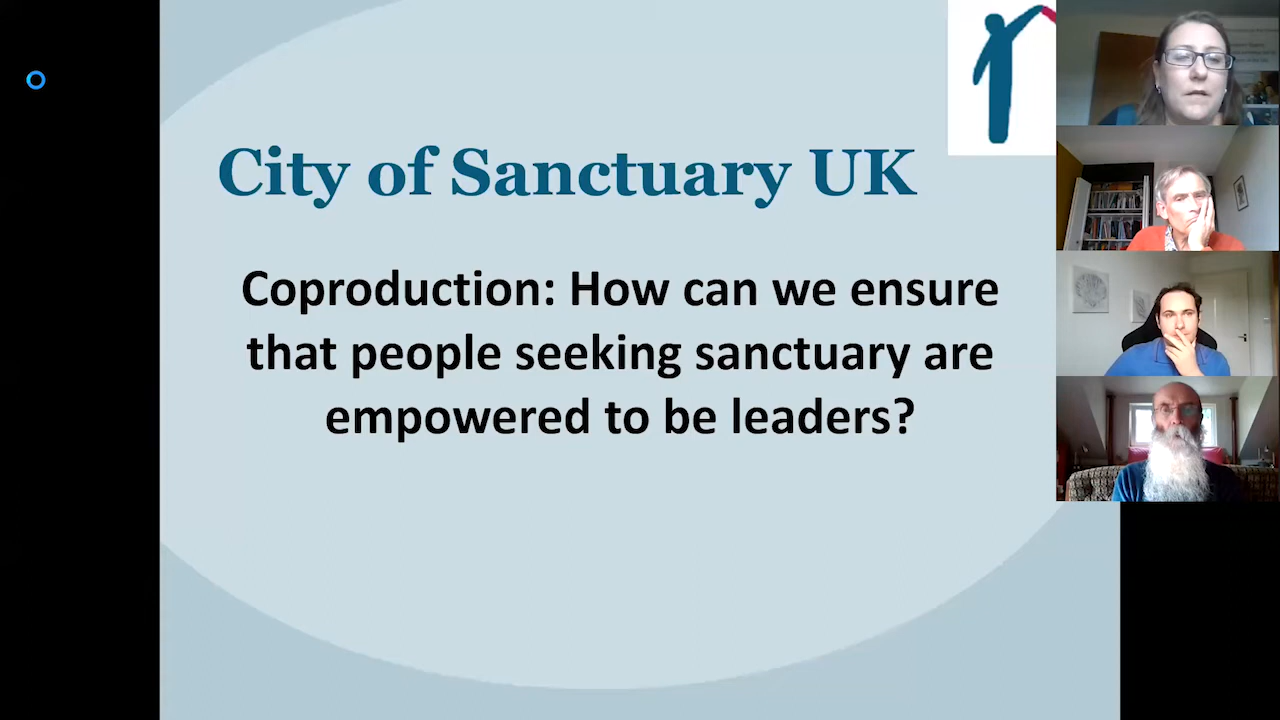 City of Sanctuary UK
Coproduction: How can we ensure
that people seeking sanctuary are
empowered to be leaders?